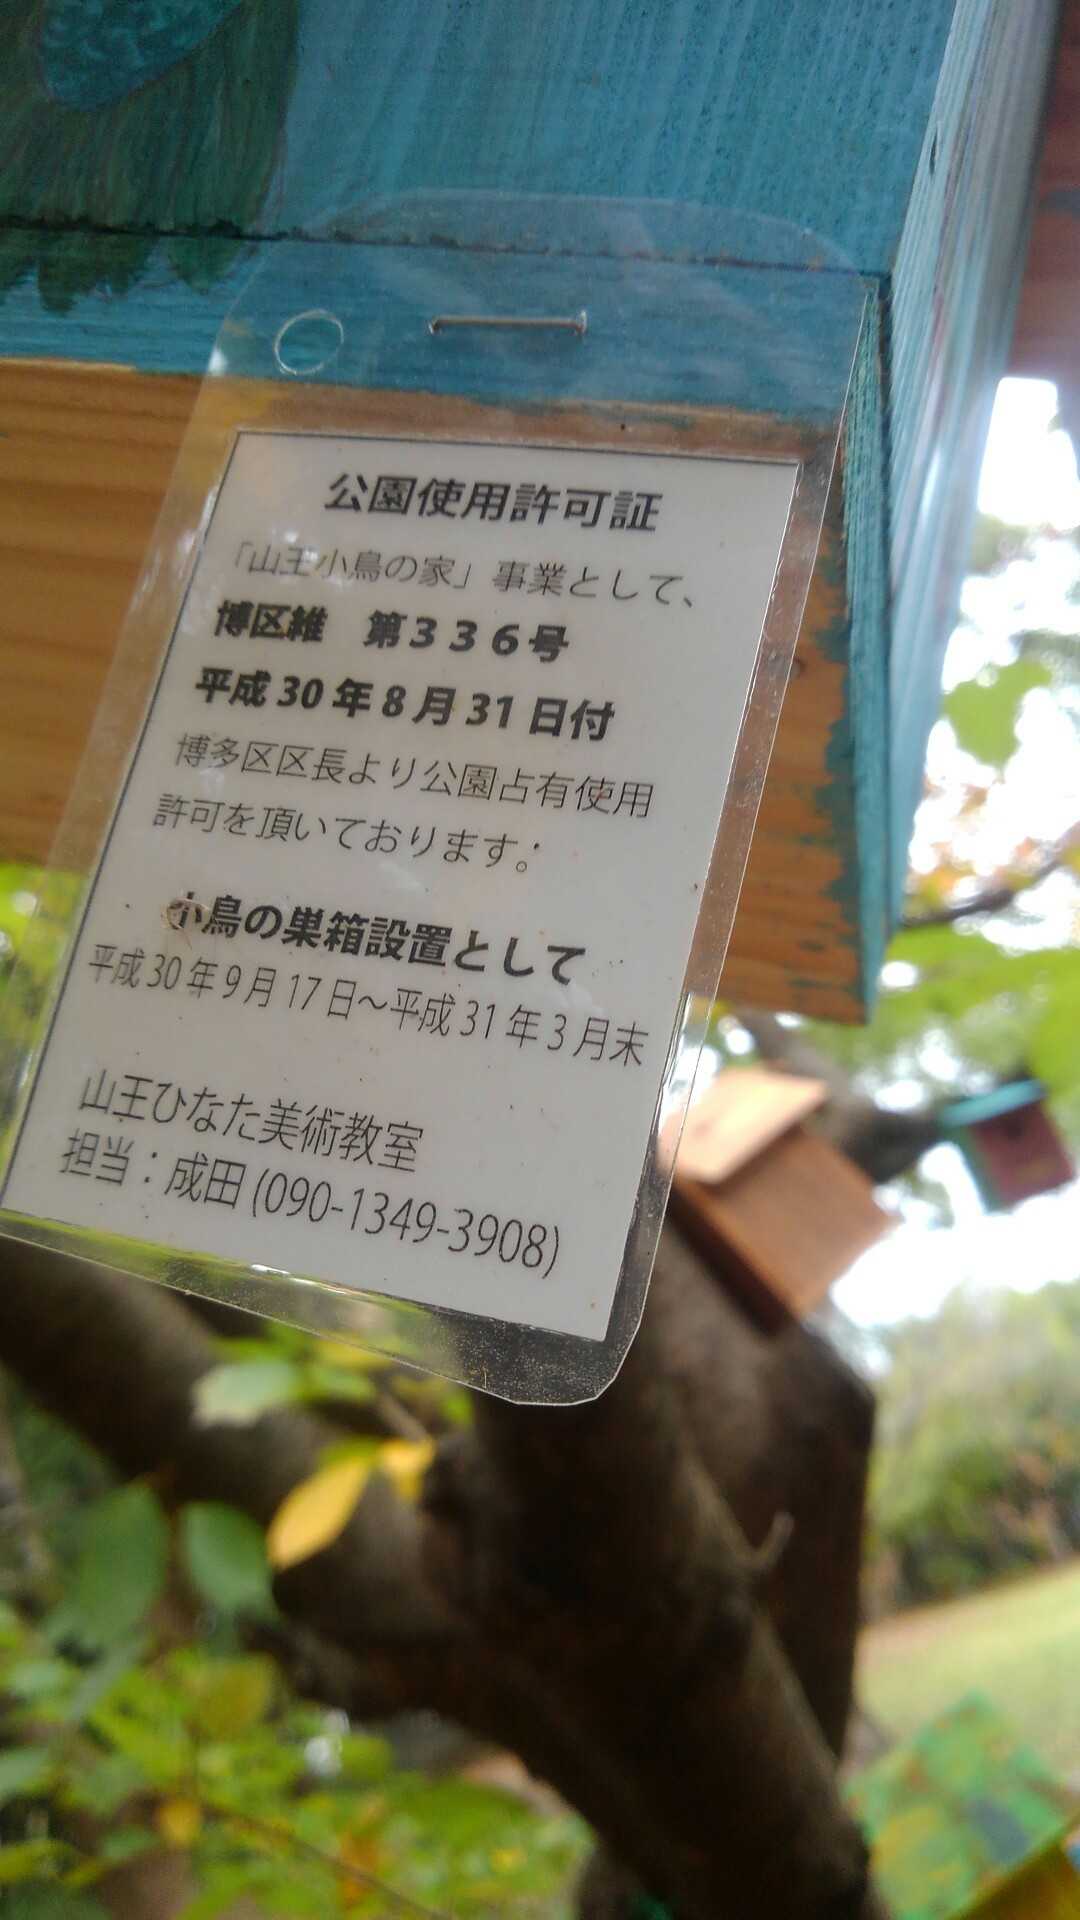 公園使用許可証
「山王小鳥の家」事業として、
博区維　第３３６号
平成30年8月31日付
博多区区長より公園占有使用
許可を頂いております。
小鳥の巣箱設置として
平成30年9月17日～平成31年3月末
山王ひなた美術教室
担当：成田(090-1349-3908)